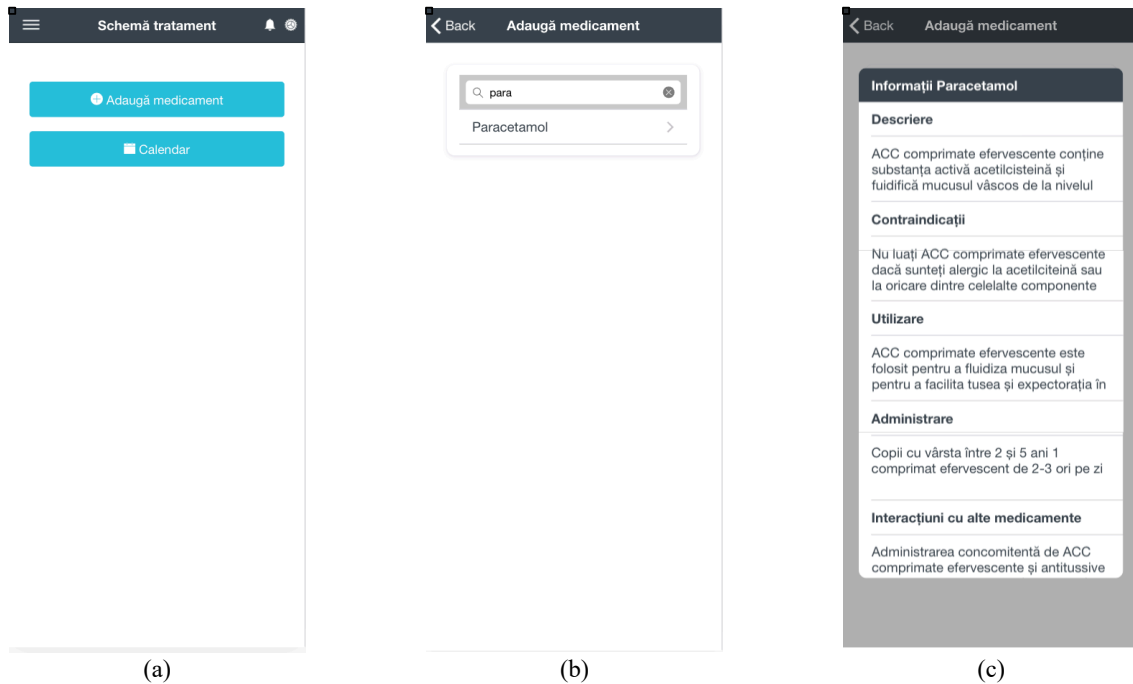 Schemă tratament
Adaugă medicament
Calendar
(a)
Back Adaugă medicament
para
Paracetamol
(b)
Back Adaugă medicament
Informații Paracetamol
Descriere
ACC comprimate efervescente conține
substanța activă acetilcisteină și
fuidifică mucusul vâscos de la nivelul
Contraindicații
Nu luați ACC comprimate efervescente
dacă sunteți alergic la acetilciteină sau
la oricare dintre celelalte componente
Utilizare
ACC comprimate efervescente este
folosit pentru a fluidiza mucusul și
pentru a facilita tusea și expectorația în
Administrare
Copii cu vârsta între 2 și 5 ani 1
comprimat efervescent de 2-3 ori pe zi
Interacțiuni cu alte medicamente
Administrarea concomitentă de ACC
comprimate efervescente și antitussive
(c)